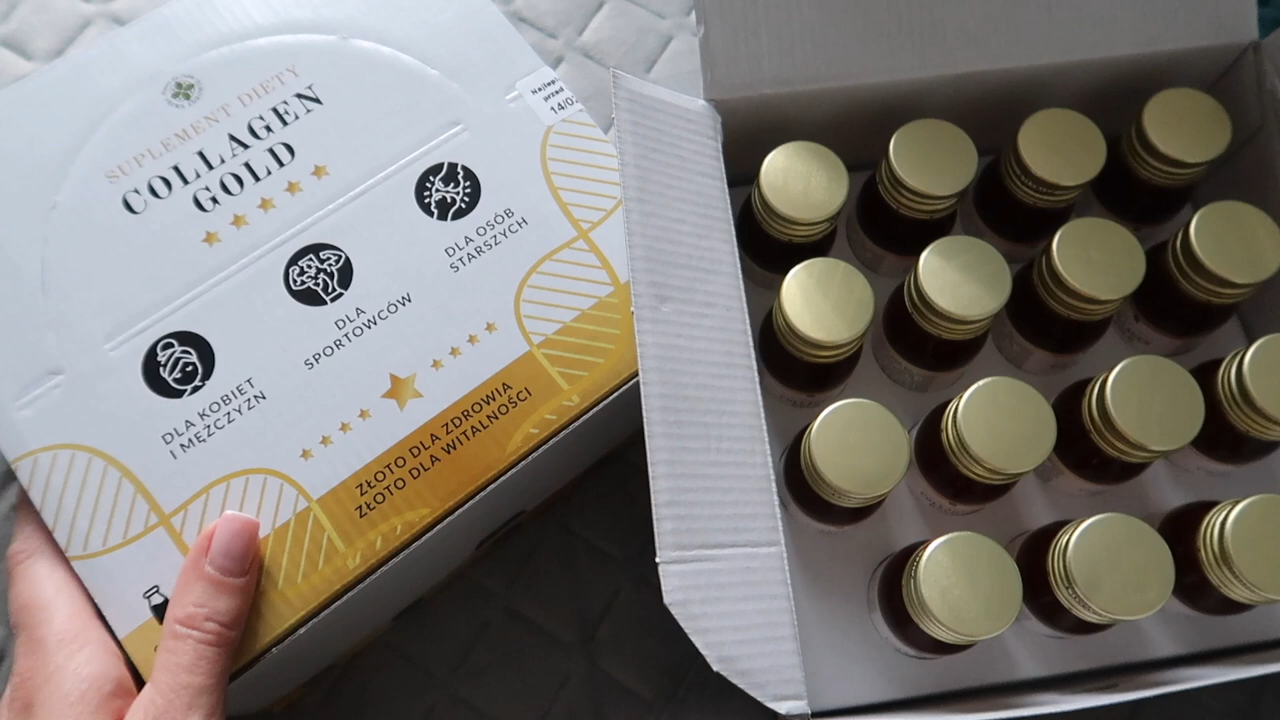 SUPLEMENT DIETY
COLLAGEN
GOLD
DLA KOBIET
I MĘŻCZYZN
DLA
SPORTOWCÓW
DLA OSÓB
STARSZYCH
ZŁOTO DLA ZDROWIA
ZŁOTO DLA WITALNOŚCI
przed
14/0